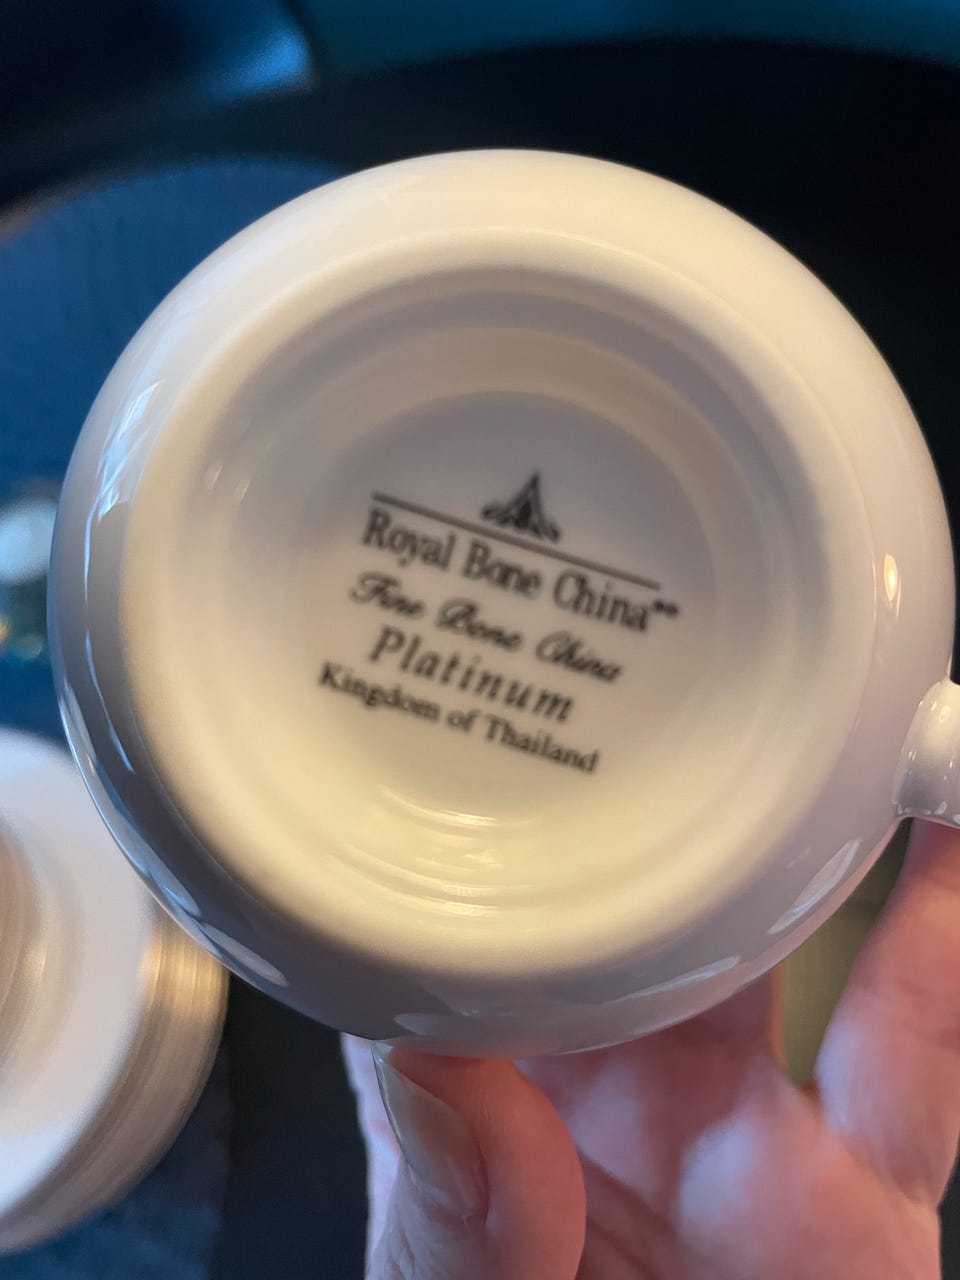 Royal Bone China
Fine Bone China
Platinum
Kingdom of Thailand